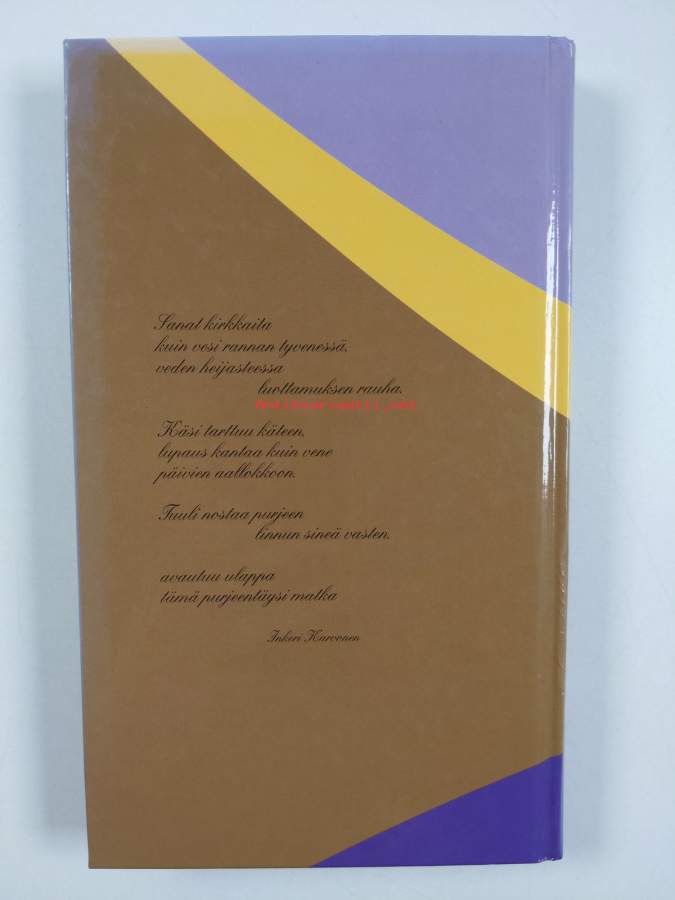 Sanat kirkkaita
kuin vesi rannan tyvenessä,
veden heijasteessa
luottamuksen rauha.
Käsi tarttuu käteen,
lupaus kantaa kuin vene
päivien aallokkoon.
Tuuli nostaa purjeen
linnun sineä vasten,
avautuu ulappa
tämä purjeentäysi matka
Inkeri Karvonen